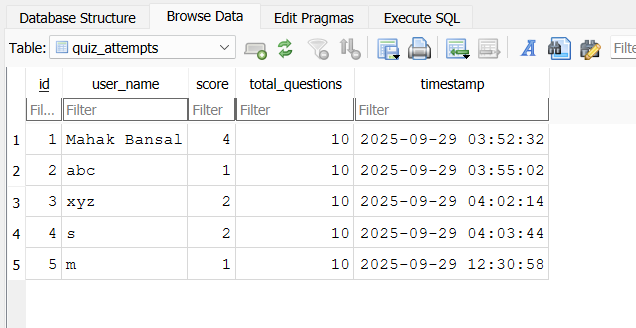 Database Structure Browse Data Edit Pragmas Execute SQL
Table: quiz_attempts Filte
id user_name score total_questions timestamp
Fil... Filter Filter Filter Filter
1 1 Mahak Bansal 4 10 2025-09-29 03:52:32
2 2 abc 1 10 2025-09-29 03:55:02
3 3 xyz 2 10 2025-09-29 04:02:14
4 4 s 2 10 2025-09-29 04:03:44
5 5 m 1 10 2025-09-29 12:30:58